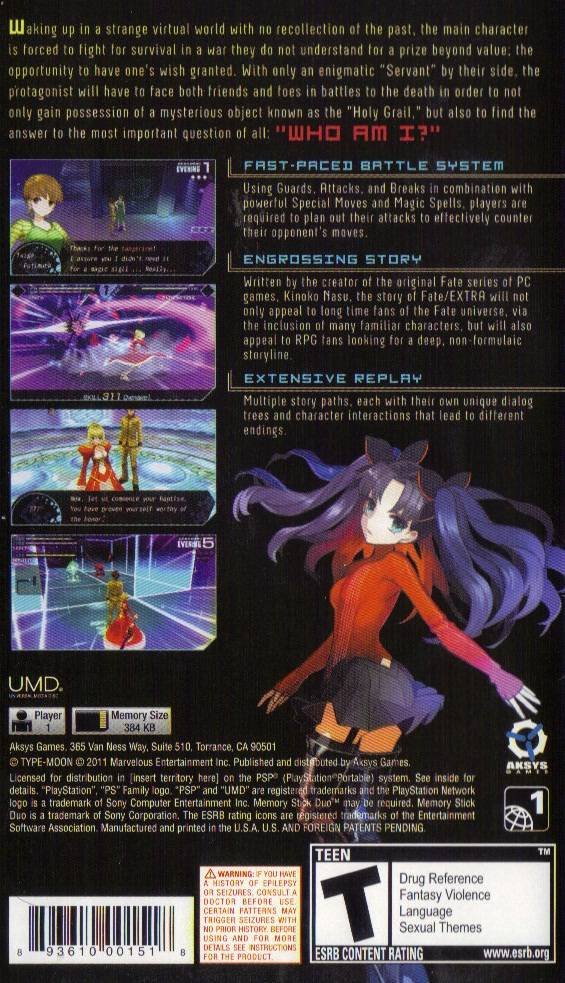 Waking up in a strange virtual world with no recollection of the past, the main character
is forced to fight for survival in a war they do not understand for a prize beyond value; the
opportunity to have one's wish granted. With only an enigmatic "Servant" by their side, the
protagonist will have to face both friends and foes in battles to the death in order to not
only gain possession of a mysterious object known as the "Holy Grail," but also to find the
answer to the most important question of all: "WHO AM I?"
EVENING 1
Thanks for the tangerine!
I assure you I didn't need it
for a magic sigil ... Really...
Taiga
Fujimura
FAST-PACED BATTLE SYSTEM
Using Guards, Attacks, and Breaks in combination with
powerful Special Moves and Magic Spells, players are
required to plan out their attacks to effectively counter
their opponent's moves.
ENGROSSING STORY
Written by the creator of the original Fate series of PC
games, Kinoko Nasu, the story of Fate/EXTRA will not
only appeal to long time fans of the Fate universe, via
the inclusion of many familiar characters, but will also
appeal to RPG fans looking for a deep, non-formulaic
storyline.
SKILL 311 Damage!
EXTENSIVE REPLAY
Multiple story paths, each with their own unique dialog
trees and character interactions that lead to different
endings.
Now, let us commence your baptism.
You have proven yourself worthy of
the honor.
???
EVENING 5
UMD
UNIVERSAL MEDIA DISC
Player
1
Memory Size
384 KB
Aksys Games. 365 Van Ness Way, Suite 510, Torrance, CA 90501
© TYPE-MOON © 2011 Marvelous Entertainment Inc. Published and distributed by Aksys Games.
Licensed for distribution in [insert territory here] on the PSP® (PlayStation®Portable) system. See inside for
details. "PlayStation", "PS" Family logo, "PSP" and "UMD" are registered trademarks and the PlayStation Network
logo is a trademark of Sony Computer Entertainment Inc. Memory Stick Duo™ may be required. Memory Stick
Duo is a trademark of Sony Corporation. The ESRB rating icons are registered trademarks of the Entertainment
Software Association. Manufactured and printed in the U.S.A. U.S. AND FOREIGN PATENTS PENDING.
AKSYS
GAMES
1
8 93610 00151 8
WARNING: IF YOU HAVE
A HISTORY OF EPILEPSY
OR SEIZURES, CONSULT A
DOCTOR BEFORE USE.
CERTAIN PATTERNS MAY
TRIGGER SEIZURES WITH
NO PRIOR HISTORY. BEFORE
USING AND FOR MORE
DETAILS SEE INSTRUCTIONS
FOR THE PRODUCT.
TEEN ™
T
Drug Reference
Fantasy Violence
Language
Sexual Themes
ESRB CONTENT RATING www.esrb.org